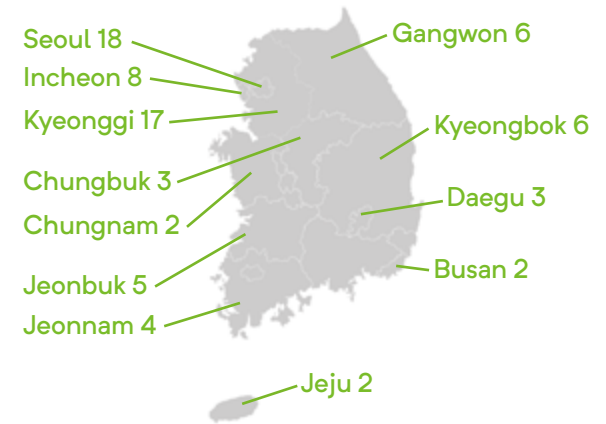 Seoul 18
Incheon 8
Kyeonggi 17
Chungbuk 3
Chungnam 2
Jeonbuk 5
Jeonnam 4
Gangwon 6
Kyeongbok 6
Daegu 3
Busan 2
Jeju 2